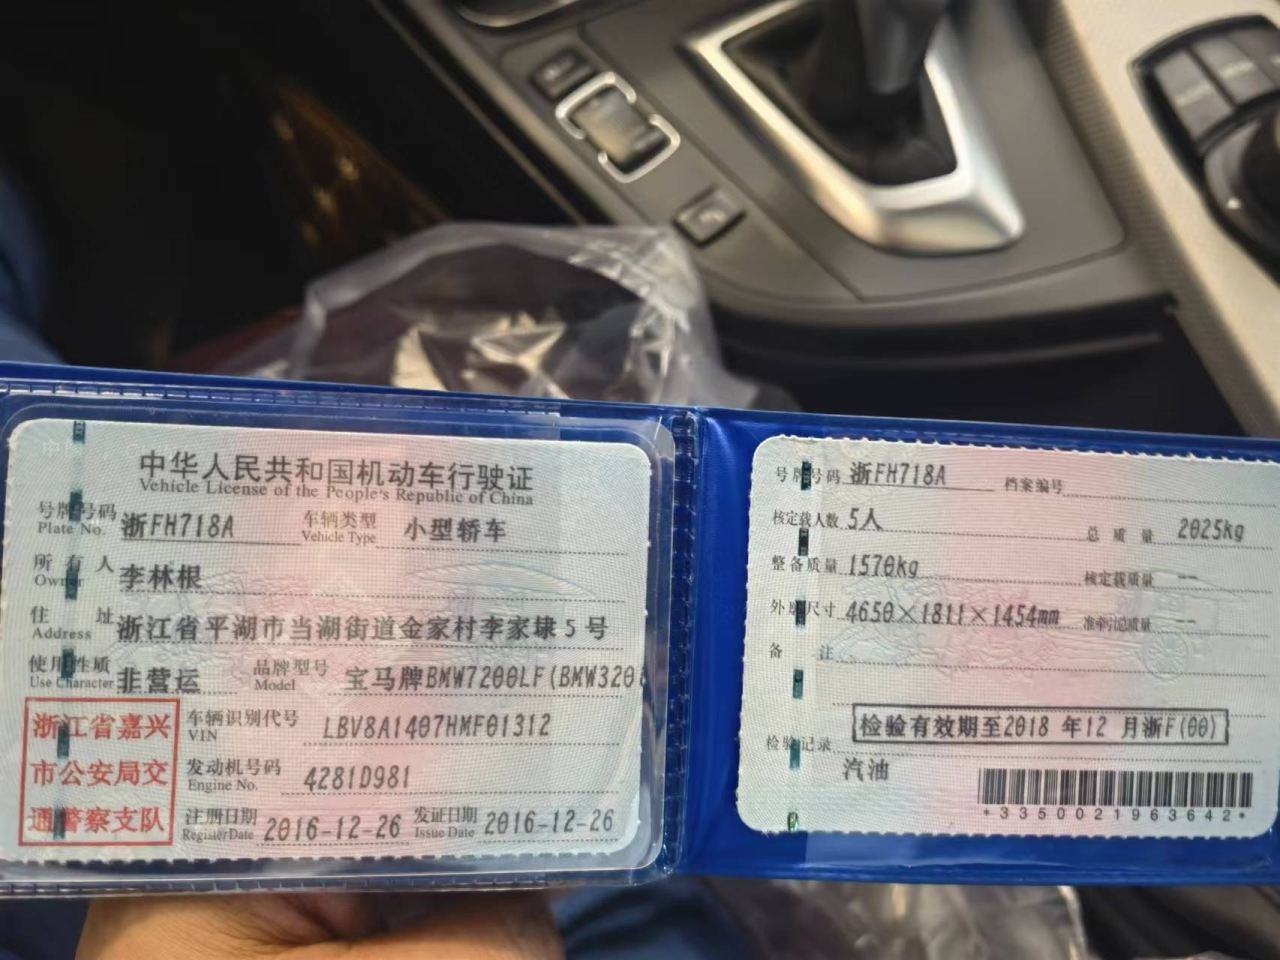 中华人民共和国机动车行驶证
Vehicle License of the People's Republic of China
号牌号码 浙FH718A 车辆类型 小型轿车
Plate No. Vehicle Type
所有人 李林根
Owner
住址 浙江省平湖市当湖街道金家村李家埭5号
Address
使用性质 非营运 品牌型号 宝马牌BMW7200LF(BMW320
Use Character Model
浙江省嘉兴
市公安局交
通警察支队
车辆识别代号 LBV8A1407HMF01312
VIN
发动机号码 4281D981
Engine No.
注册日期 2016-12-26 发证日期 2016-12-26
Register Date Issue Date
号牌号码 浙FH718A 档案编号
核定载人数 5人 总质量 2025kg
整备质量 1570kg 核定载质量 --
外廓尺寸 4650×1811×1454mm 准牵引总质量 --
备注
检验有效期至2018年12月浙F(00)
检验记录
汽油
*3350021963642*